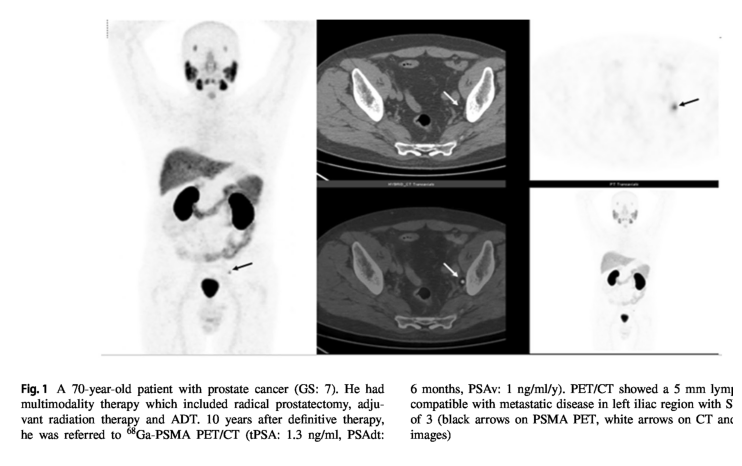 Fig. 1 A 70-year-old patient with prostate cancer (GS: 7). He had
multimodality therapy which included radical prostatectomy, adju-
vant radiation therapy and ADT. 10 years after definitive therapy,
he was referred to ⁶⁸Ga-PSMA PET/CT (tPSA: 1.3 ng/ml, PSAdt:
6 months, PSAv: 1 ng/ml/y). PET/CT showed a 5 mm lymp
compatible with metastatic disease in left iliac region with S
of 3 (black arrows on PSMA PET, white arrows on CT and
images)